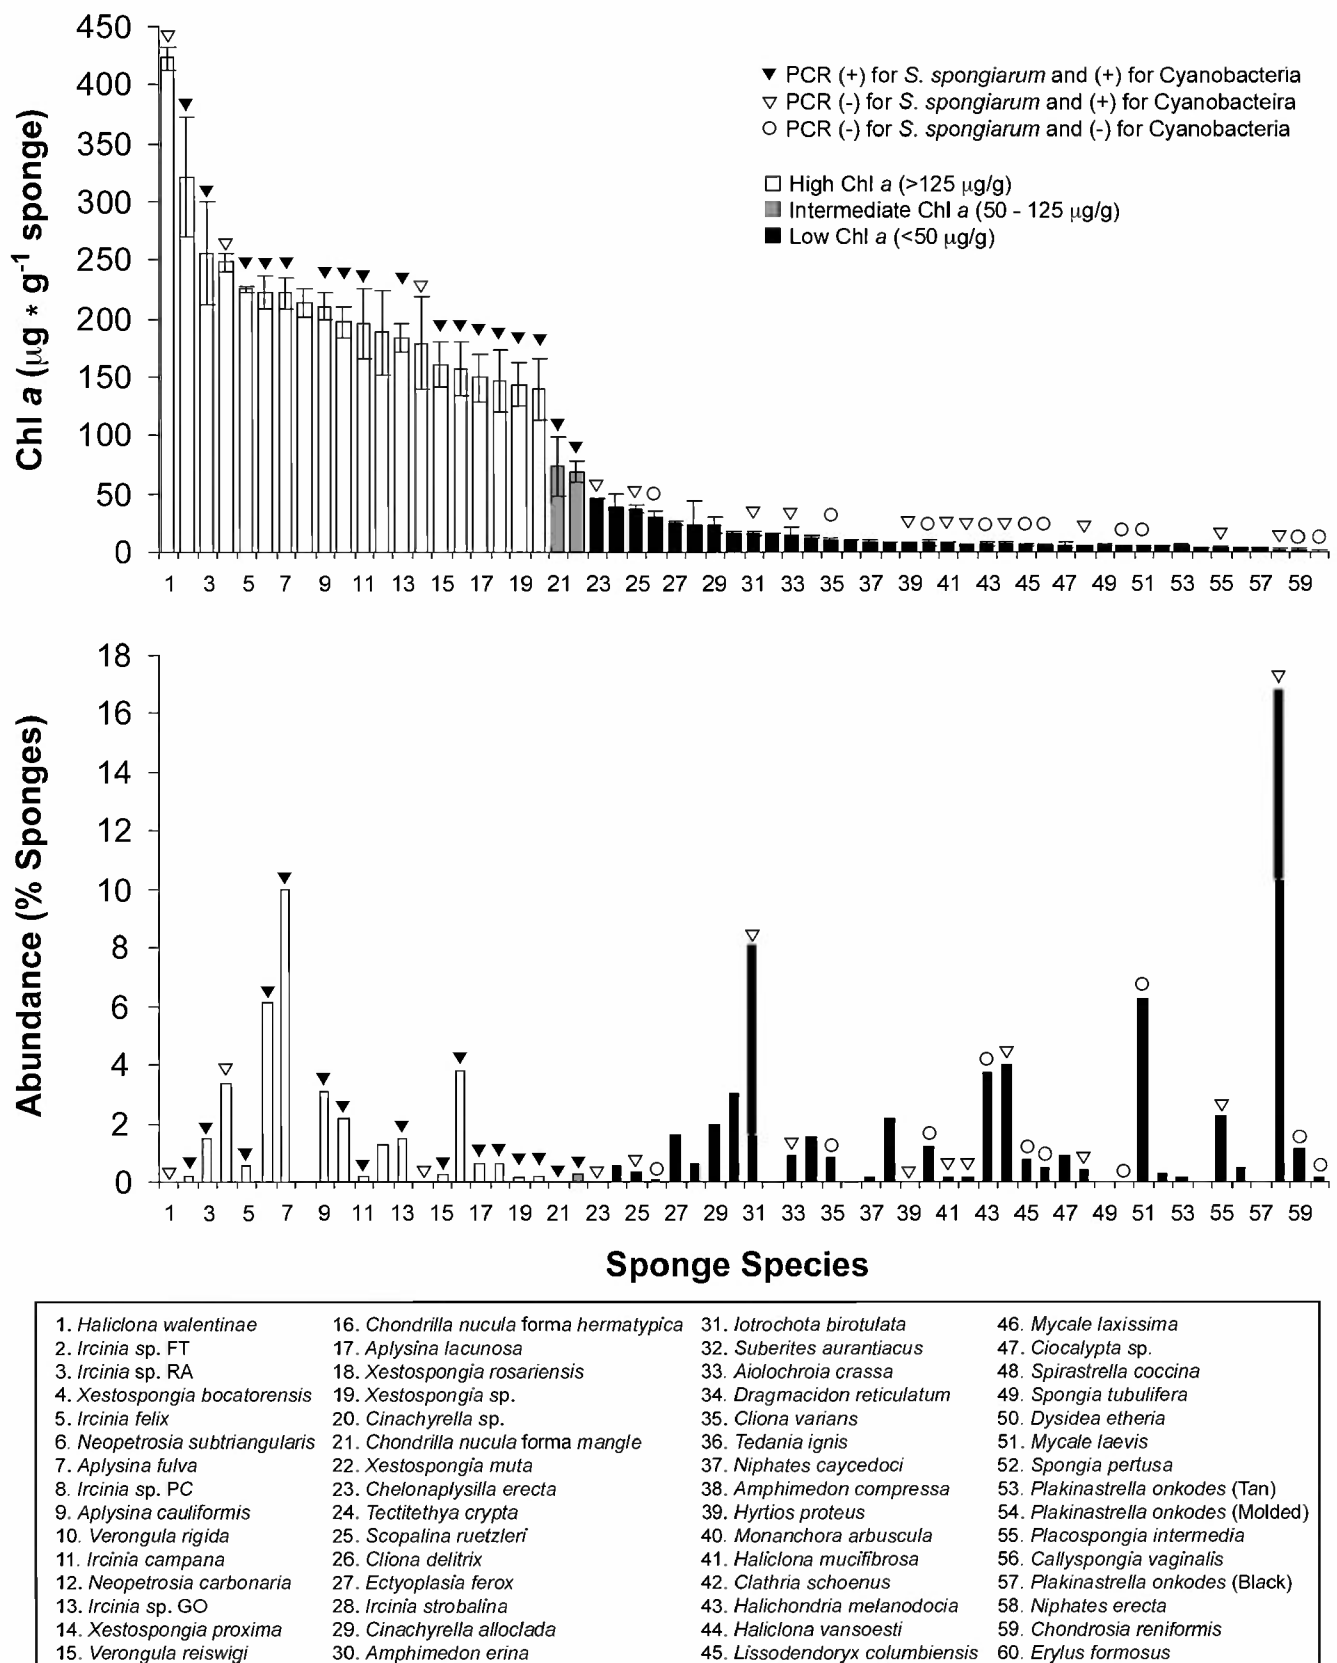 450
400
350
300
250
200
150
100
50
0
Chl a (µg * g-1 sponge)
▼ PCR (+) for S. spongiarum and (+) for Cyanobacteria
▽ PCR (-) for S. spongiarum and (+) for Cyanobacteira
○ PCR (-) for S. spongiarum and (-) for Cyanobacteria
High Chl a (>125 µg/g)
Intermediate Chl a (50 - 125 µg/g)
Low Chl a (<50 µg/g)
1 3 5 7 9 11 13 15 17 19 21 23 25 27 29 31 33 35 37 39 41 43 45 47 49 51 53 55 57 59
18
16
14
12
10
8
6
4
2
0
Abundance (% Sponges)
1 3 5 7 9 11 13 15 17 19 21 23 25 27 29 31 33 35 37 39 41 43 45 47 49 51 53 55 57 59
Sponge Species
1. Haliclona walentinae
2. Ircinia sp. FT
3. Ircinia sp. RA
4. Xestospongia bocatorensis
5. Ircinia felix
6. Neopetrosia subtriangularis
7. Aplysina fulva
8. Ircinia sp. PC
9. Aplysina cauliformis
10. Verongula rigida
11. Ircinia campana
12. Neopetrosia carbonaria
13. Ircinia sp. GO
14. Xestospongia proxima
15. Verongula reiswigi
16. Chondrilla nucula forma hermatypica
17. Aplysina lacunosa
18. Xestospongia rosariensis
19. Xestospongia sp.
20. Cinachyrella sp.
21. Chondrilla nucula forma mangle
22. Xestospongia muta
23. Chelonaplysilla erecta
24. Tectitethya crypta
25. Scopalina ruetzleri
26. Cliona delitrix
27. Ectyoplasia ferox
28. Ircinia strobalina
29. Cinachyrella alloclada
30. Amphimedon erina
31. Iotrochota birotulata
32. Suberites aurantiacus
33. Aiolochroia crassa
34. Dragmacidon reticulatum
35. Cliona varians
36. Tedania ignis
37. Niphates caycedoci
38. Amphimedon compressa
39. Hyrtios proteus
40. Monanchora arbuscula
41. Haliclona mucifibrosa
42. Clathria schoenus
43. Halichondria melanodocia
44. Haliclona vansoesti
45. Lissodendoryx columbiensis
46. Mycale laxissima
47. Ciocalypta sp.
48. Spirastrella coccina
49. Spongia tubulifera
50. Dysidea etheria
51. Mycale laevis
52. Spongia pertusa
53. Plakinastrella onkodes (Tan)
54. Plakinastrella onkodes (Molded)
55. Placospongia intermedia
56. Callyspongia vaginalis
57. Plakinastrella onkodes (Black)
58. Niphates erecta
59. Chondrosia reniformis
60. Erylus formosus